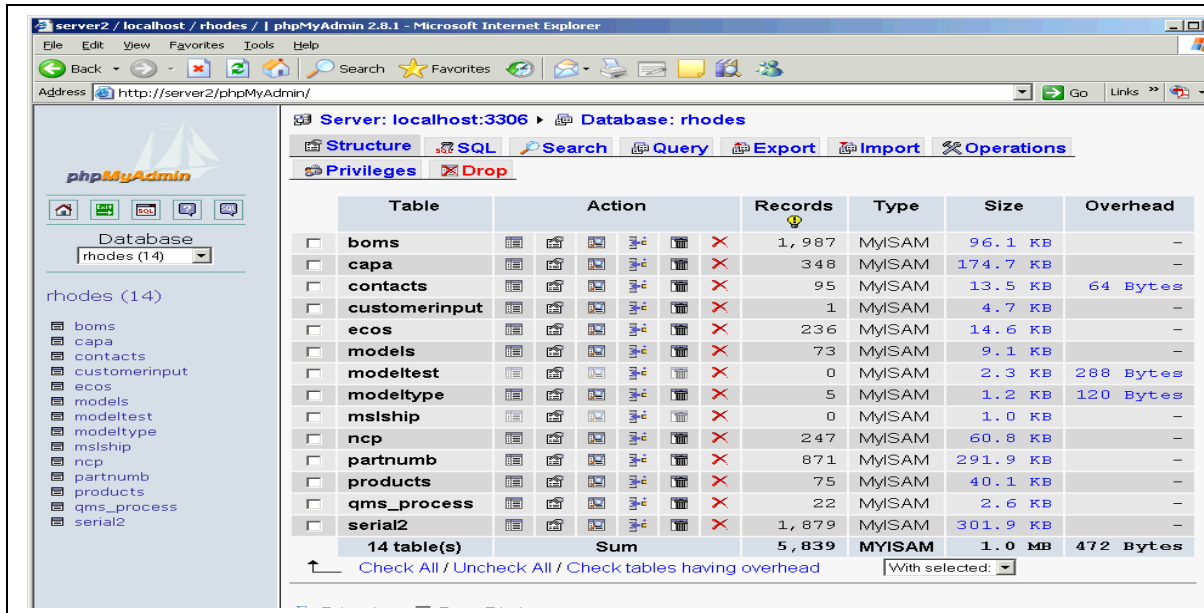 server2 / localhost / rhodes / | phpMyAdmin 2.8.1 - Microsoft Internet Explorer
File Edit View Favorites Tools Help
Back Search Favorites
Address http://server2/phpMyAdmin/ Go Links »
phpMyAdmin
Database
rhodes (14)
rhodes (14)
boms
capa
contacts
customerinput
ecos
models
modeltest
modeltype
mslship
ncp
partnumb
products
qms_process
serial2
Server: localhost:3306 Database: rhodes
Structure SQL Search Query Export Import Operations
Privileges Drop
Table Action Records Type Size Overhead
boms 1,987 MyISAM 96.1 KB -
capa 348 MyISAM 174.7 KB -
contacts 95 MyISAM 13.5 KB 64 Bytes
customerinput 1 MyISAM 4.7 KB -
ecos 236 MyISAM 14.6 KB -
models 73 MyISAM 9.1 KB -
modeltest 0 MyISAM 2.3 KB 288 Bytes
modeltype 5 MyISAM 1.2 KB 120 Bytes
mslship 0 MyISAM 1.0 KB -
ncp 247 MyISAM 60.8 KB -
partnumb 871 MyISAM 291.9 KB -
products 75 MyISAM 40.1 KB -
qms_process 22 MyISAM 2.6 KB -
serial2 1,879 MyISAM 301.9 KB -
14 table(s) Sum 5,839 MYISAM 1.0 MB 472 Bytes
Check All / Uncheck All / Check tables having overhead With selected: